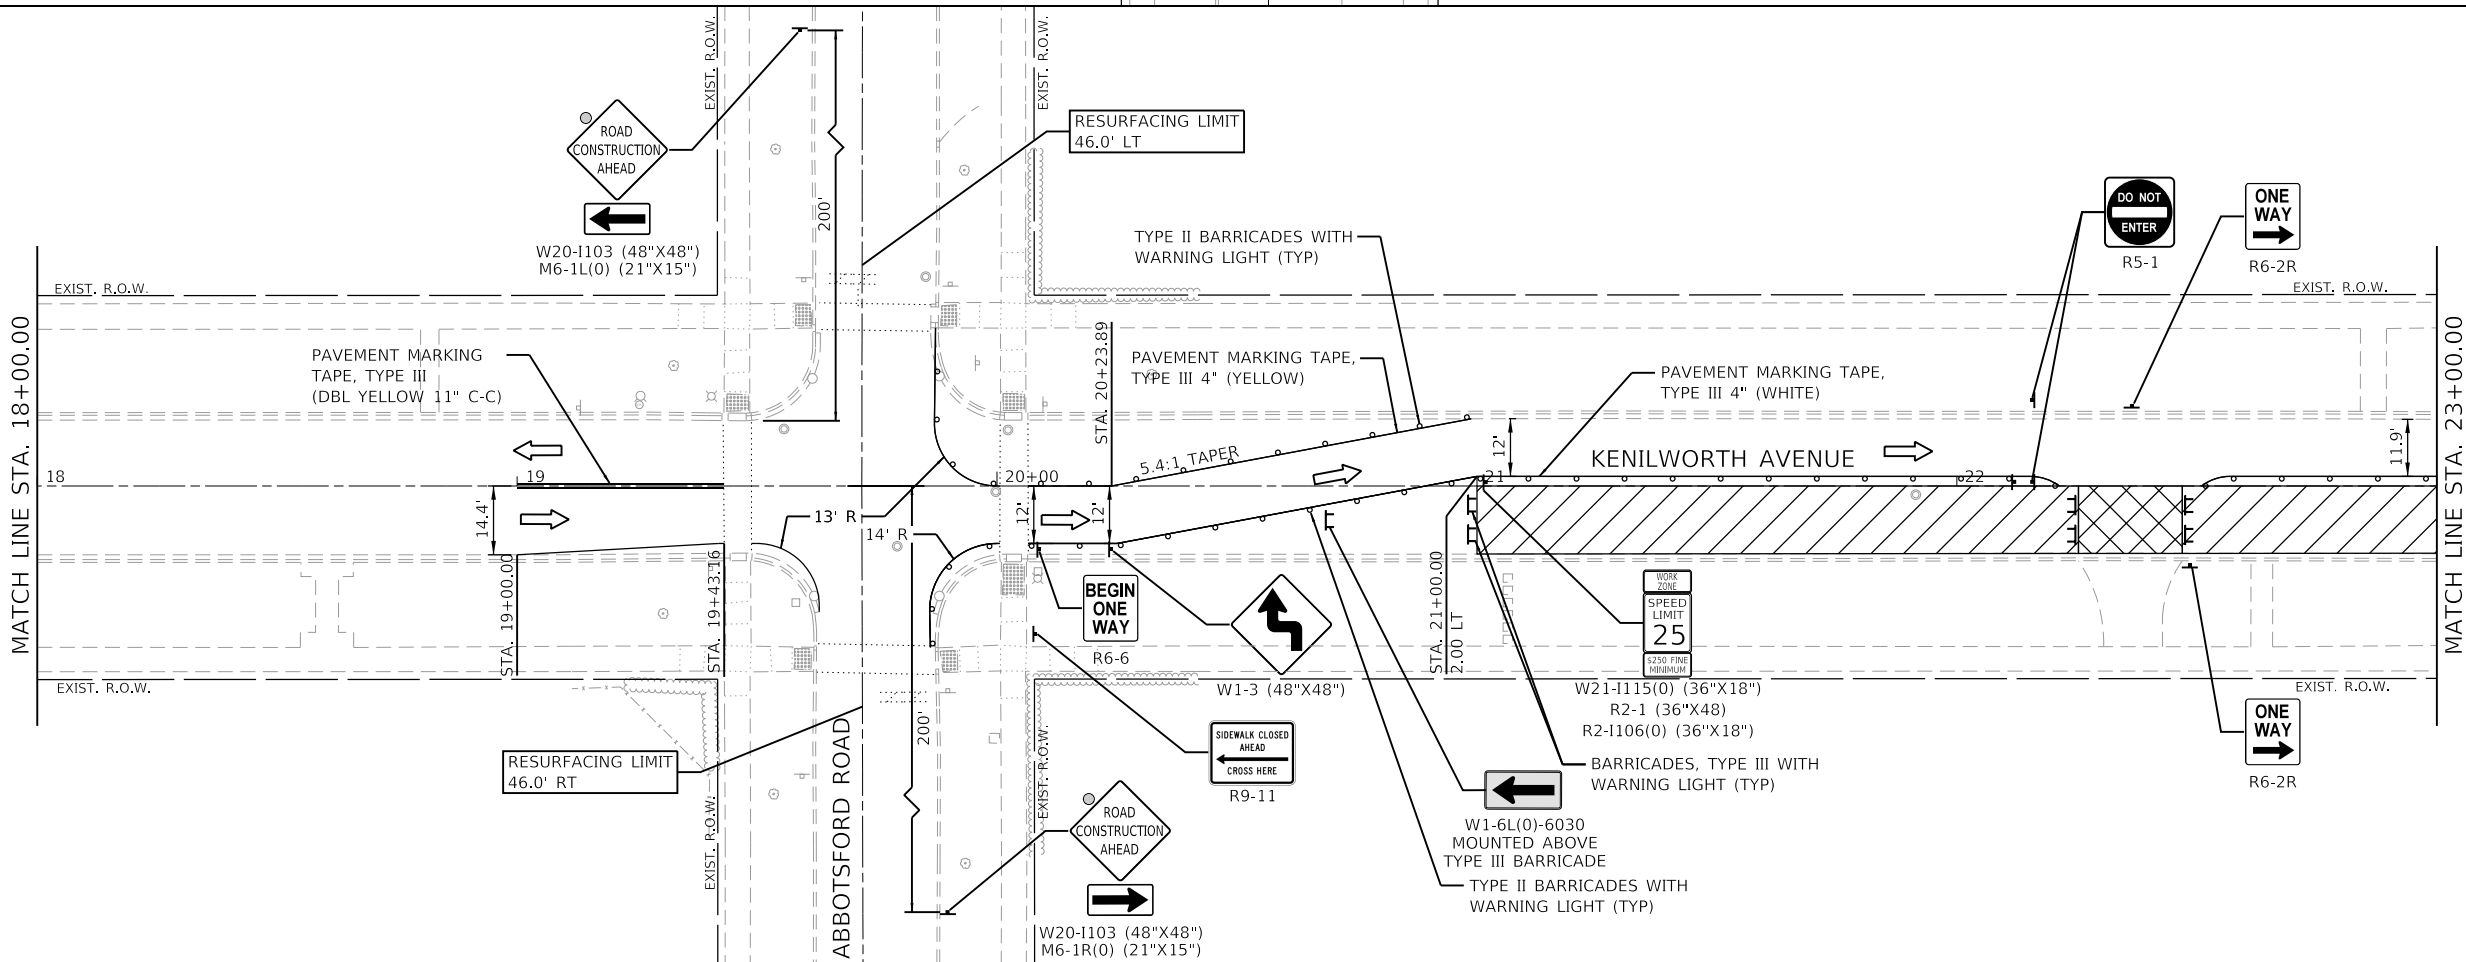 EXIST. R.O.W.
EXIST. R.O.W.
ROAD
CONSTRUCTION
AHEAD
W20-I103 (48"X48")
M6-1L(0) (21"X15")
200'
RESURFACING LIMIT
46.0' LT
TYPE II BARRICADES WITH
WARNING LIGHT (TYP)
DO NOT
ENTER
R5-1
ONE
WAY
R6-2R
EXIST. R.O.W.
EXIST. R.O.W.
MATCH LINE STA. 18+00.00
PAVEMENT MARKING
TAPE, TYPE III
(DBL YELLOW 11" C-C)
STA. 20+23.89
PAVEMENT MARKING TAPE,
TYPE III 4" (YELLOW)
PAVEMENT MARKING TAPE,
TYPE III 4" (WHITE)
MATCH LINE STA. 23+00.00
18
19
20+00
5.4:1 TAPER
12'
21
KENILWORTH AVENUE
22
11.9'
14.4'
13' R
14' R
12'
12'
STA. 19+00.00
STA. 19+43.16
BEGIN
ONE
WAY
R6-6
W1-3 (48"X48")
STA. 21+00.00
2.00 LT
WORK
ZONE
SPEED
LIMIT
25
$250 FINE
MINIMUM
W21-I115(0) (36"X18")
R2-1 (36"X48)
R2-I106(0) (36"X18")
EXIST. R.O.W.
EXIST. R.O.W.
ONE
WAY
R6-2R
RESURFACING LIMIT
46.0' RT
EXIST. R.O.W.
ABBOTSFORD ROAD
200'
EXIST. R.O.W.
SIDEWALK CLOSED
AHEAD
CROSS HERE
R9-11
BARRICADES, TYPE III WITH
WARNING LIGHT (TYP)
W1-6L(0)-6030
MOUNTED ABOVE
TYPE III BARRICADE
TYPE II BARRICADES WITH
WARNING LIGHT (TYP)
ROAD
CONSTRUCTION
AHEAD
W20-I103 (48"X48")
M6-1R(0) (21"X15")